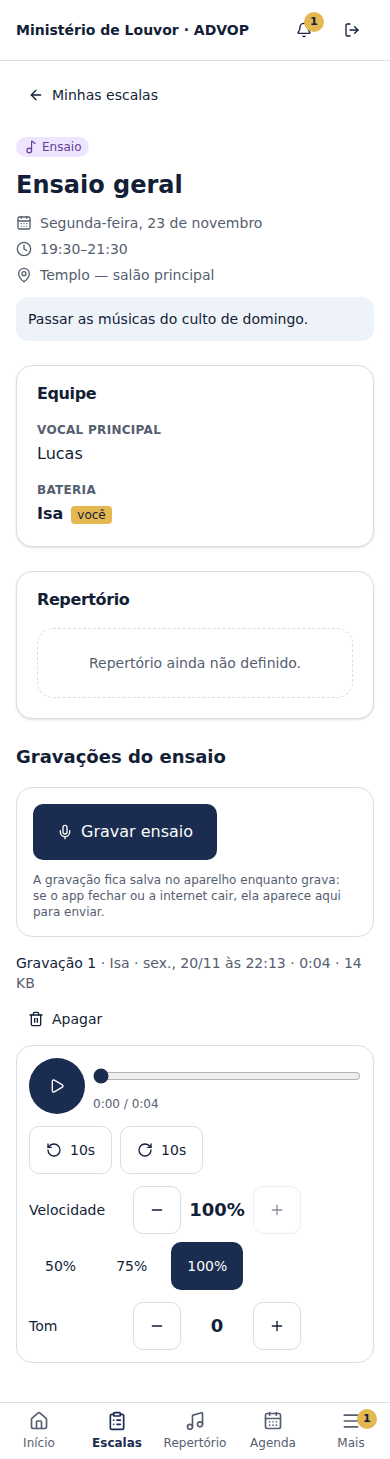 Ministério de Louvor · ADVOP
1
Minhas escalas
Ensaio
Ensaio geral
Segunda-feira, 23 de novembro
19:30–21:30
Templo — salão principal
Passar as músicas do culto de domingo.
Equipe
VOCAL PRINCIPAL
Lucas
BATERIA
Isa você
Repertório
Repertório ainda não definido.
Gravações do ensaio
Gravar ensaio
A gravação fica salva no aparelho enquanto grava:
se o app fechar ou a internet cair, ela aparece aqui
para enviar.
Gravação 1 · Isa · sex., 20/11 às 22:13 · 0:04 · 14
KB
Apagar
0:00 / 0:04
10s 10s
Velocidade − 100% +
50% 75% 100%
Tom − 0 +
1
Início Escalas Repertório Agenda Mais